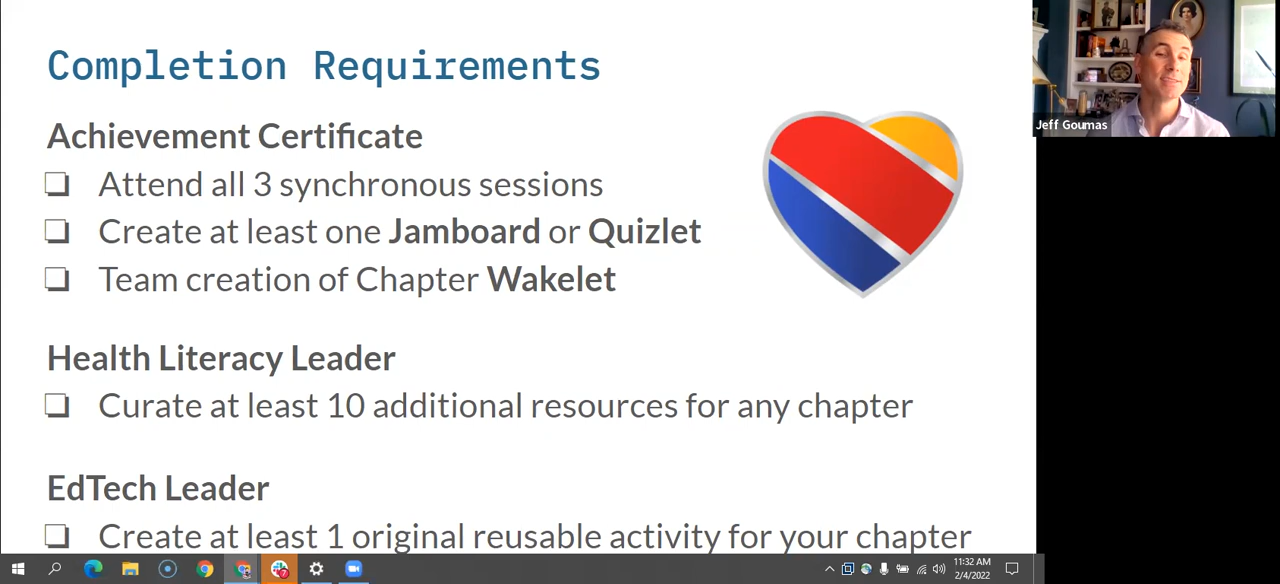 Completion Requirements
Achievement Certificate
❏ Attend all 3 synchronous sessions
❏ Create at least one Jamboard or Quizlet
❏ Team creation of Chapter Wakelet
Health Literacy Leader
❏ Curate at least 10 additional resources for any chapter
EdTech Leader
❏ Create at least 1 original reusable activity for your chapter
Jeff Goumas
11:32 AM
2/4/2022